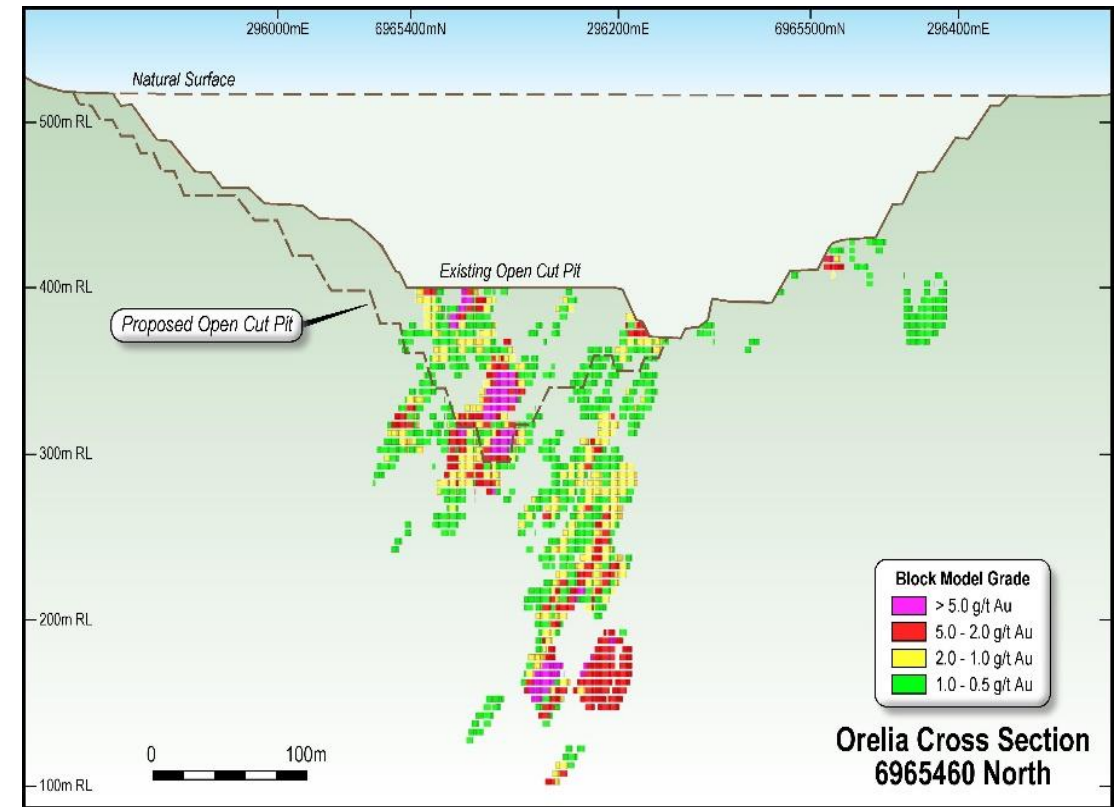 296000mE
6965400mN
296200mE
6965500mN
296400mE
Natural Surface
500m RL
Existing Open Cut Pit
400m RL
Proposed Open Cut Pit
300m RL
Block Model Grade
> 5.0 g/t Au
5.0 - 2.0 g/t Au
2.0 - 1.0 g/t Au
1.0 - 0.5 g/t Au
200m RL
Orelia Cross Section
6965460 North
0
100m
100m RL